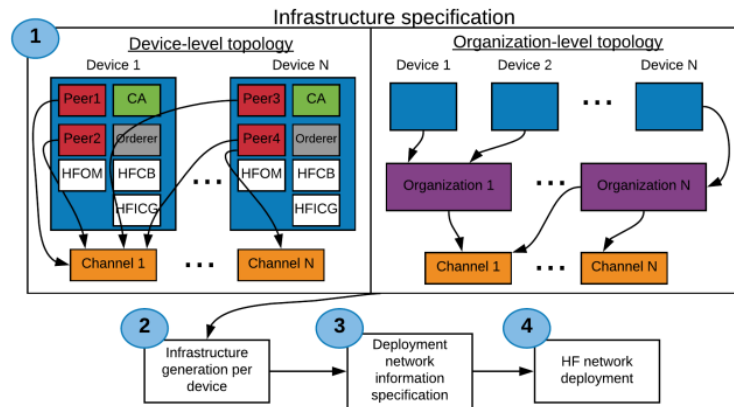 Infrastructure specification
1
Device-level topology
Organization-level topology
Device 1
Device N
Device 1
Device 2
Device N
Peer1
CA
Peer3
CA
...
Peer2
Orderer
Peer4
Orderer
HFOM
HFCB
...
HFOM
HFCB
Organization 1
...
Organization N
HFICG
HFICG
Channel 1
...
Channel N
Channel 1
...
Channel N
2
3
4
Infrastructure
generation per
device
Deployment
network
information
specification
HF network
deployment